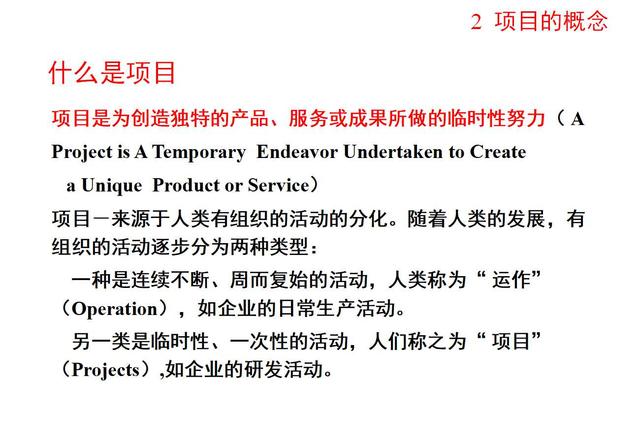 2 项目的概念
什么是项目
项目是为创造独特的产品、服务或成果所做的临时性努力（ A
Project is A Temporary Endeavor Undertaken to Create
a Unique Product or Service）
项目－来源于人类有组织的活动的分化。随着人类的发展，有
组织的活动逐步分为两种类型：
一种是连续不断、周而复始的活动，人类称为“ 运作”
（Operation），如企业的日常生产活动。
另一类是临时性、一次性的活动，人们称之为“ 项目”
（Projects）,如企业的研发活动。